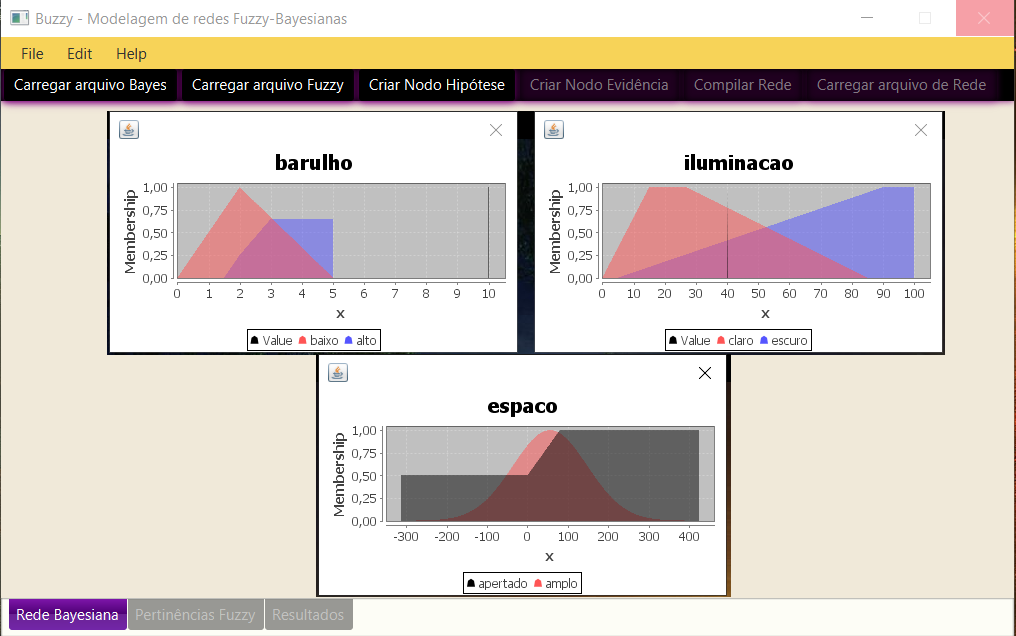 Buzzy - Modelagem de redes Fuzzy-Bayesianas
File Edit Help
Carregar arquivo Bayes Carregar arquivo Fuzzy Criar Nodo Hipótese Criar Nodo Evidência Compilar Rede Carregar arquivo de Rede
barulho
Membership
1,00
0,75
0,50
0,25
0,00
0 1 2 3 4 5 6 7 8 9 10
x
Value baixo alto
iluminacao
Membership
1,00
0,75
0,50
0,25
0,00
0 10 20 30 40 50 60 70 80 90 100
x
Value claro escuro
espaco
Membership
1,00
0,75
0,50
0,25
0,00
-300 -200 -100 0 100 200 300 400
x
apertado amplo
Rede Bayesiana Pertinências Fuzzy Resultados